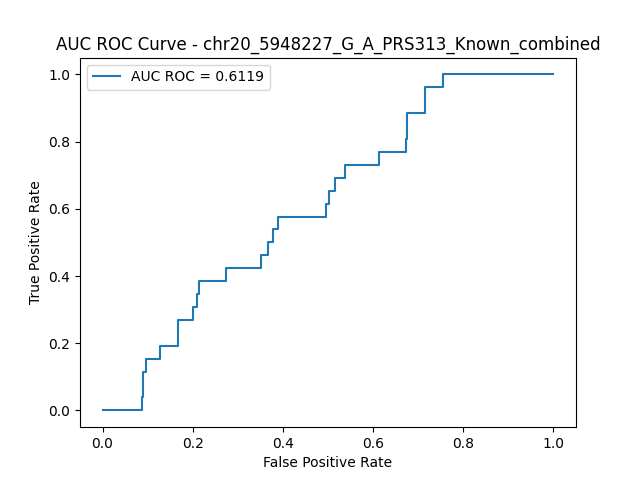 AUC ROC Curve - chr20_5948227_G_A_PRS313_Known_combined
AUC ROC = 0.6119
1.0
0.8
0.6
0.4
0.2
0.0
True Positive Rate
0.0 0.2 0.4 0.6 0.8 1.0
False Positive Rate